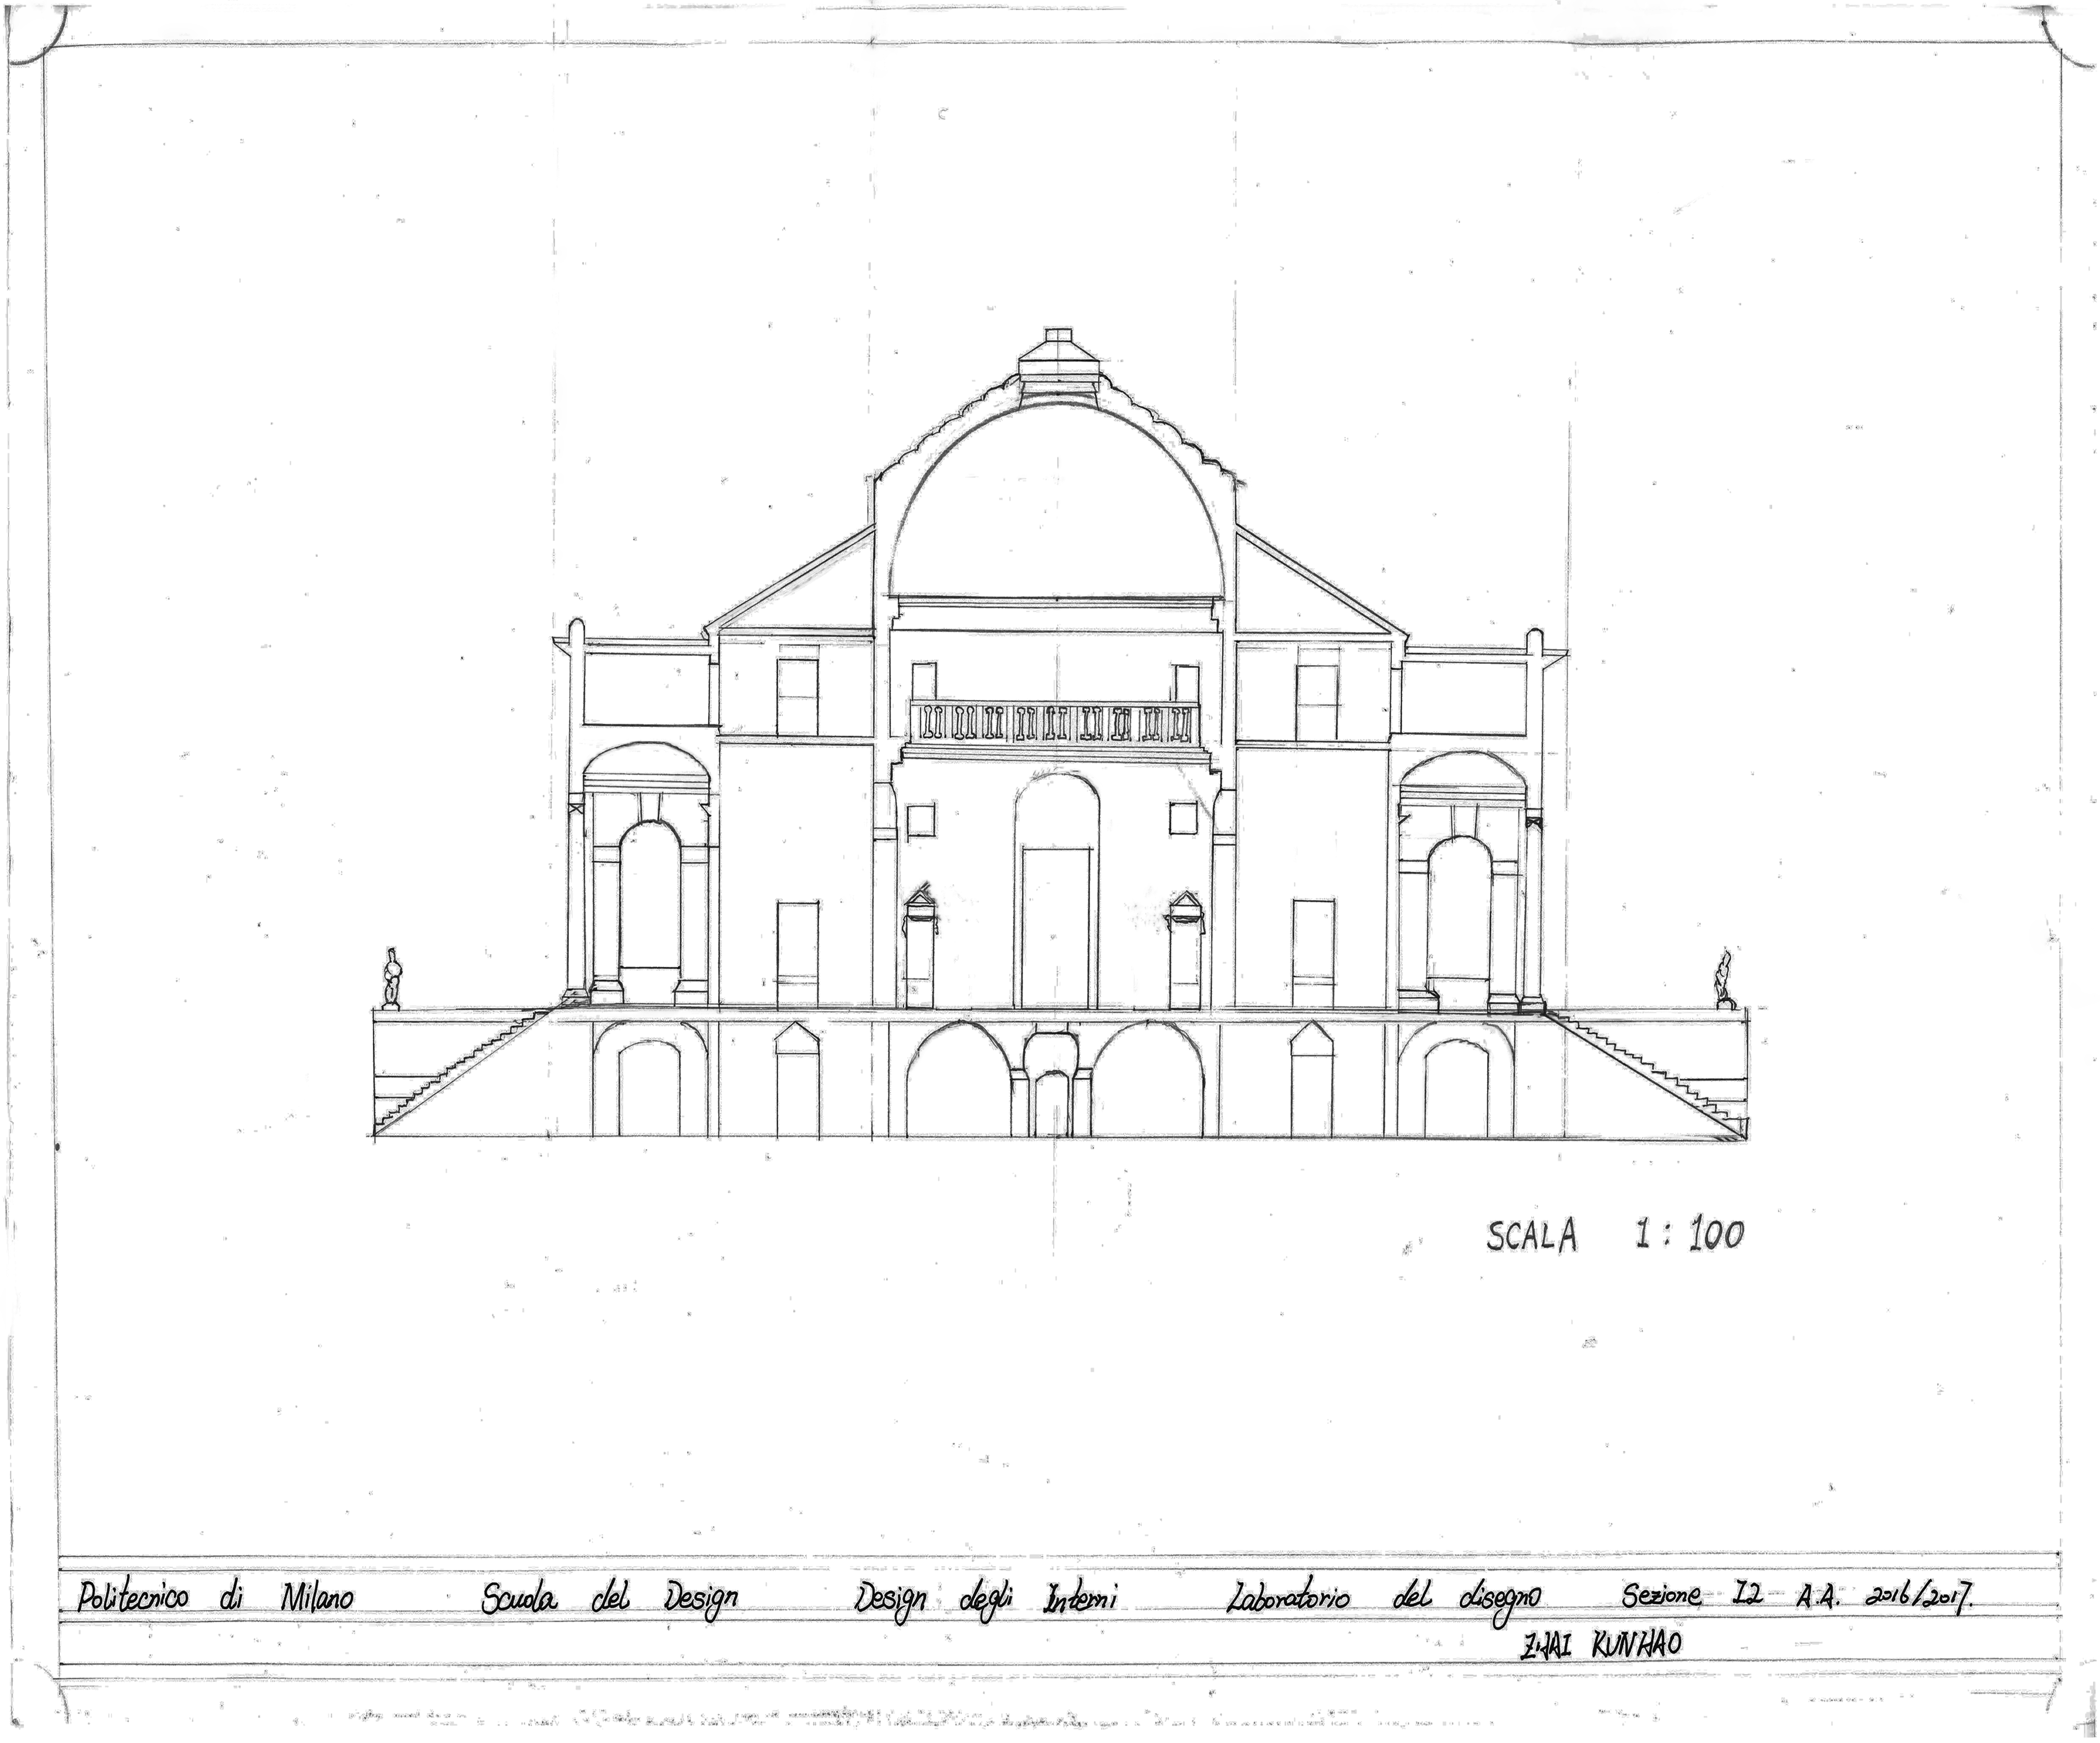 SCALA 1:100
Politecnico di Milano Scuola del Design Design degli Interni Laboratorio del disegno Sezione I2 A.A. 2016/2017.
ZHAI KUNHAO